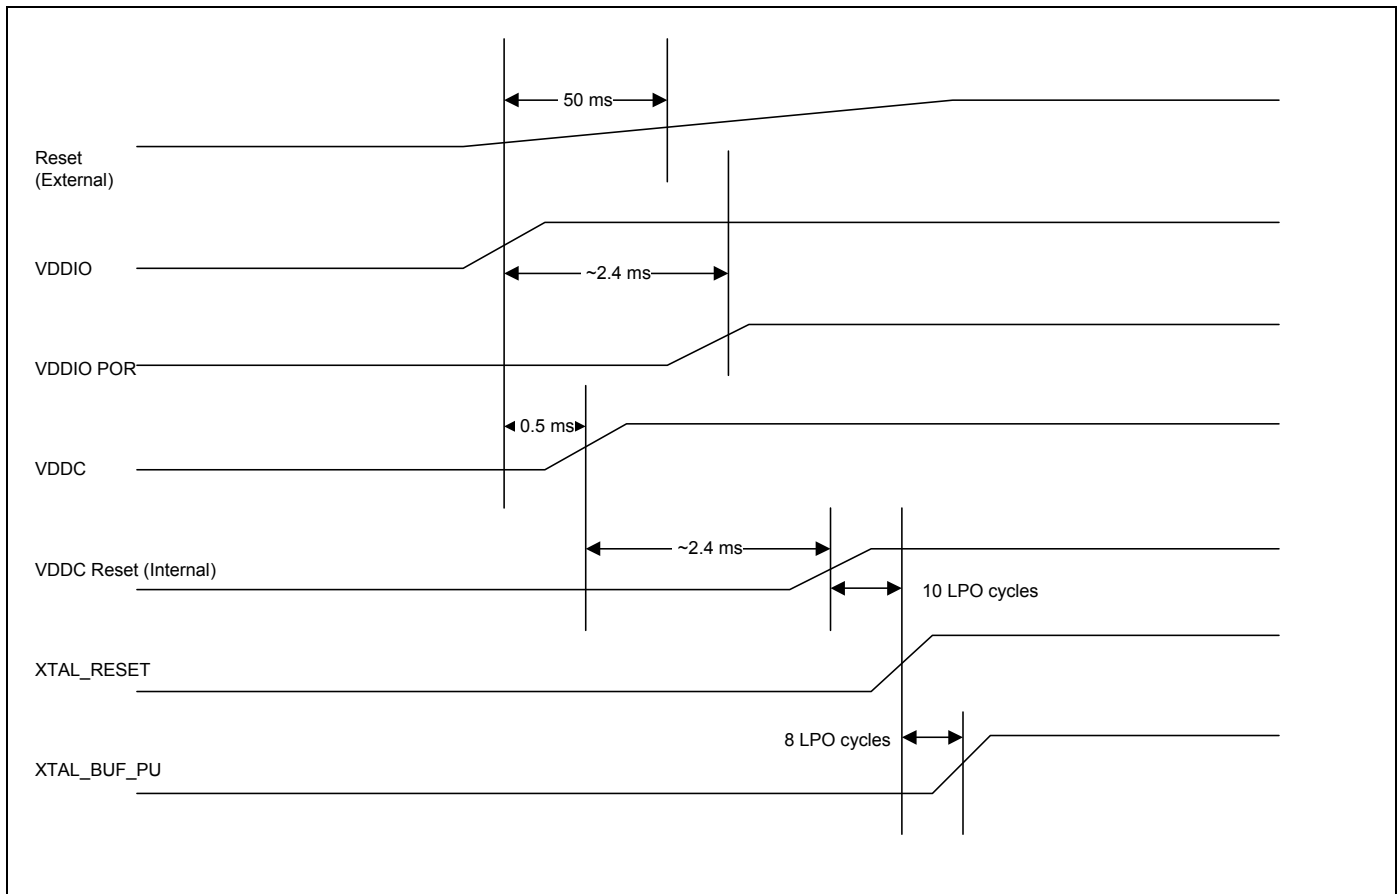 50 ms
Reset
(External)
VDDIO
~2.4 ms
VDDIO POR
0.5 ms
VDDC
~2.4 ms
VDDC Reset (Internal)
10 LPO cycles
XTAL_RESET
8 LPO cycles
XTAL_BUF_PU